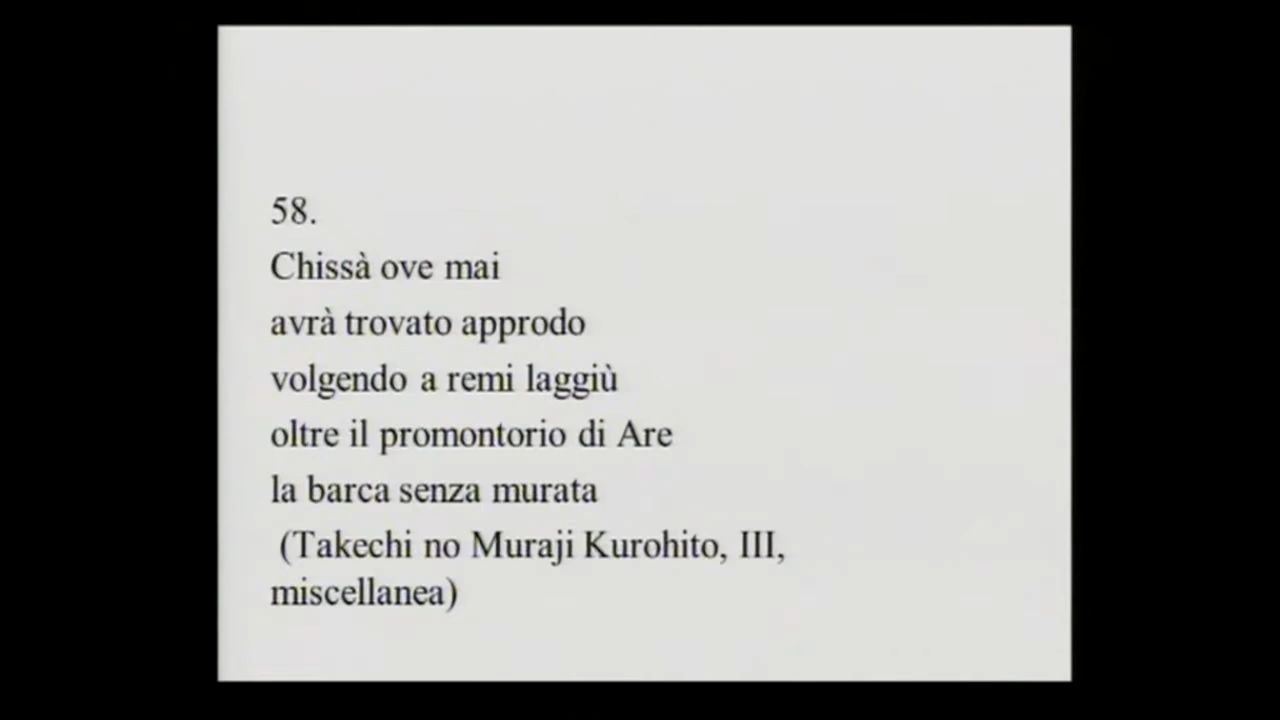 58.
Chissà ove mai
avrà trovato approdo
volgendo a remi laggiù
oltre il promontorio di Are
la barca senza murata
(Takechi no Muraji Kurohito, III,
miscellanea)